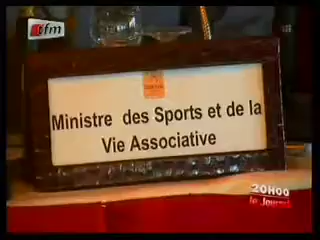 tfm
Ministre des Sports et de la
Vie Associative
20H00
le Journal